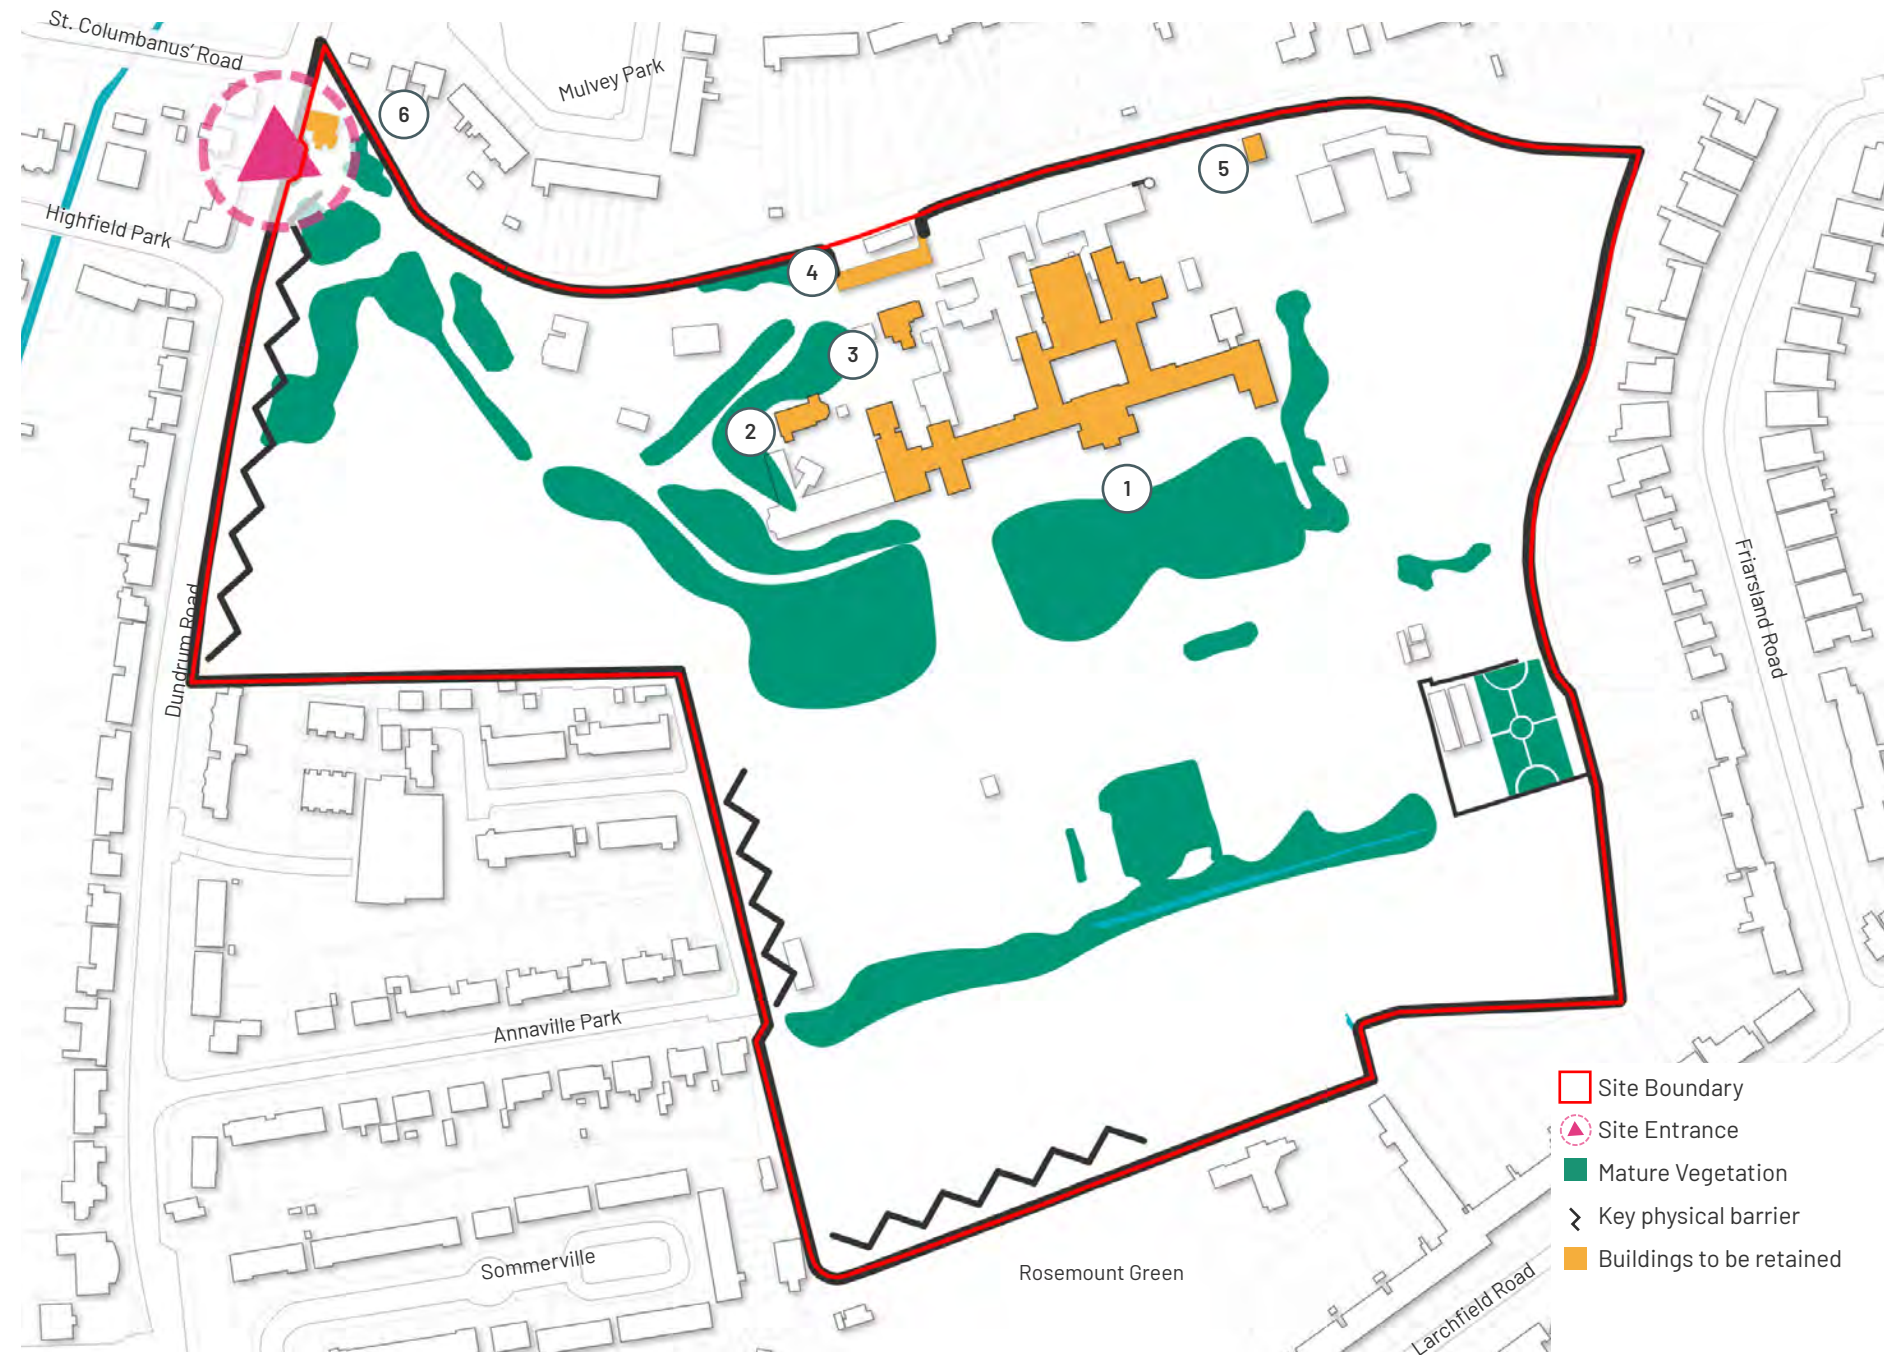 St. Columbanus' Road
Mulvey Park
6
5
Highfield Park
4
3
2
1
Dundrum Road
Friarsland Road
Annaville Park
Sommerville
Rosemount Green
Larchfield Road
Site Boundary
Site Entrance
Mature Vegetation
Key physical barrier
Buildings to be retained